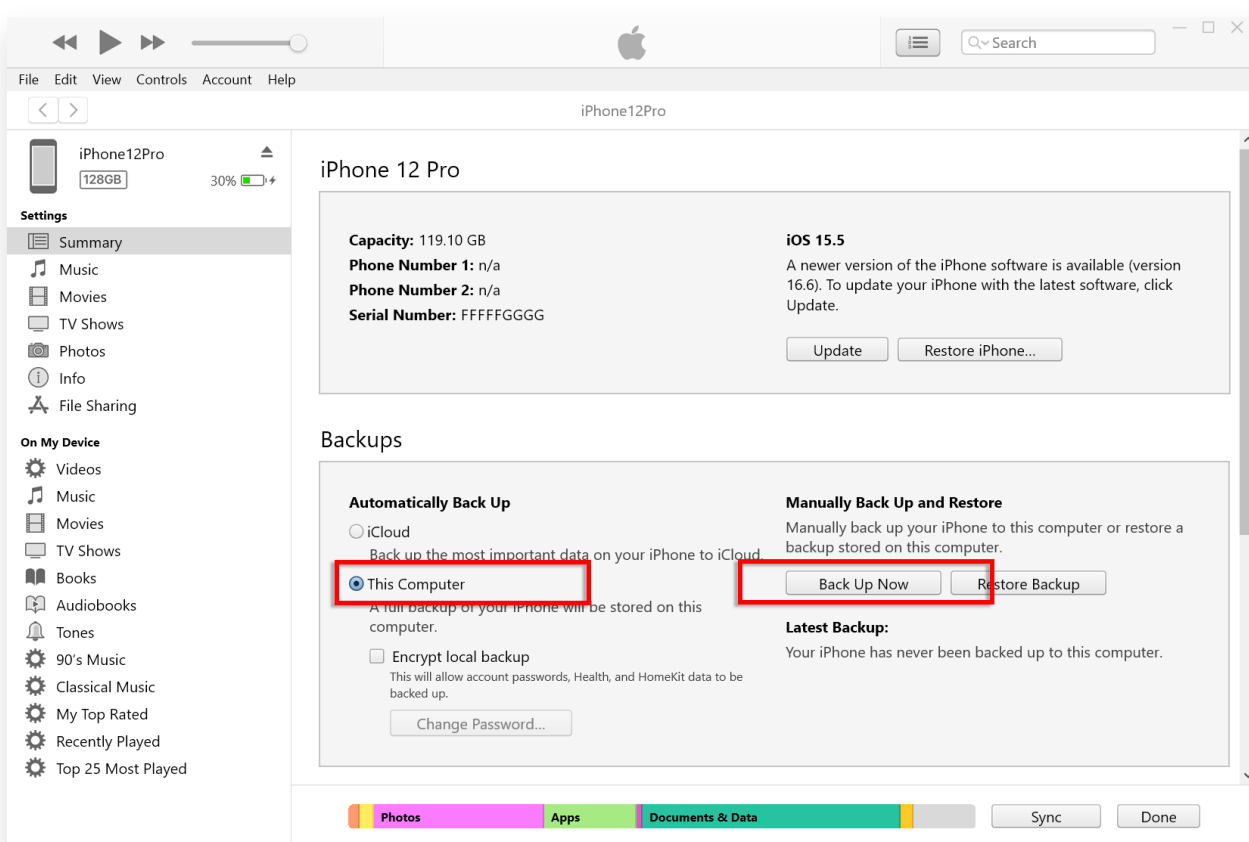 Search
File Edit View Controls Account Help
iPhone12Pro
iPhone12Pro
128GB
30%
Settings
Summary
Music
Movies
TV Shows
Photos
Info
File Sharing
On My Device
Videos
Music
Movies
TV Shows
Books
Audiobooks
Tones
90's Music
Classical Music
My Top Rated
Recently Played
Top 25 Most Played
iPhone 12 Pro
Capacity: 119.10 GB
Phone Number 1: n/a
Phone Number 2: n/a
Serial Number: FFFFFGGGG
iOS 15.5
A newer version of the iPhone software is available (version
16.6). To update your iPhone with the latest software, click
Update.
Update
Restore iPhone...
Backups
Automatically Back Up
iCloud
Back up the most important data on your iPhone to iCloud.
This Computer
A full backup of your iPhone will be stored on this
computer.
Encrypt local backup
This will allow account passwords, Health, and HomeKit data to be
backed up.
Change Password...
Manually Back Up and Restore
Manually back up your iPhone to this computer or restore a
backup stored on this computer.
Back Up Now
Restore Backup
Latest Backup:
Your iPhone has never been backed up to this computer.
Photos
Apps
Documents & Data
Sync
Done